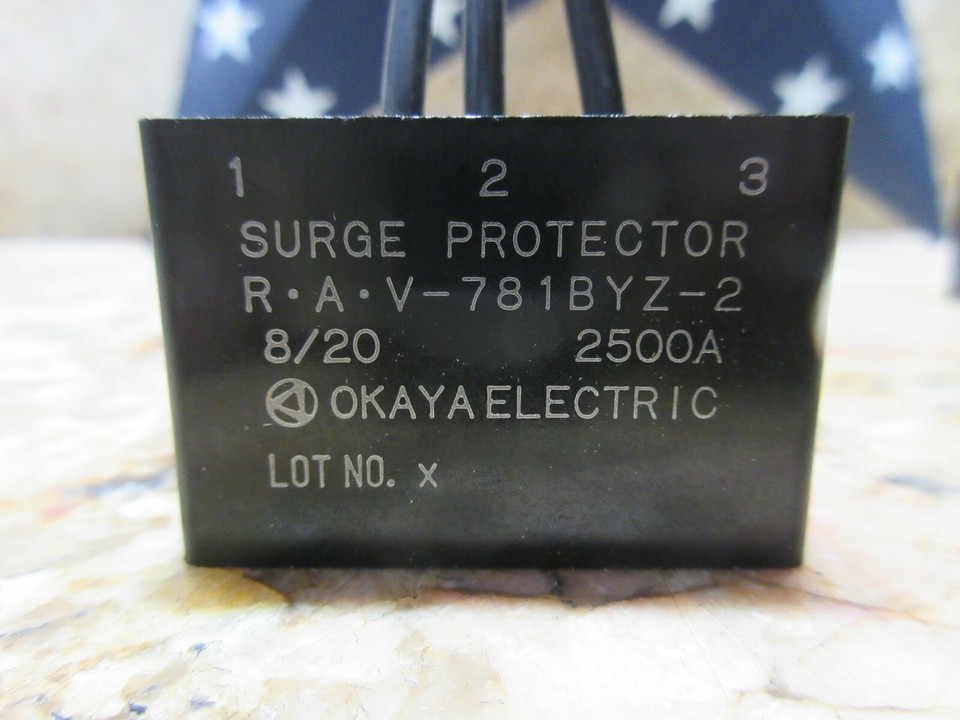 1 2 3
SURGE PROTECTOR
R·A·V-781BYZ-2
8/20 2500A
OKAYA ELECTRIC
LOT NO. x